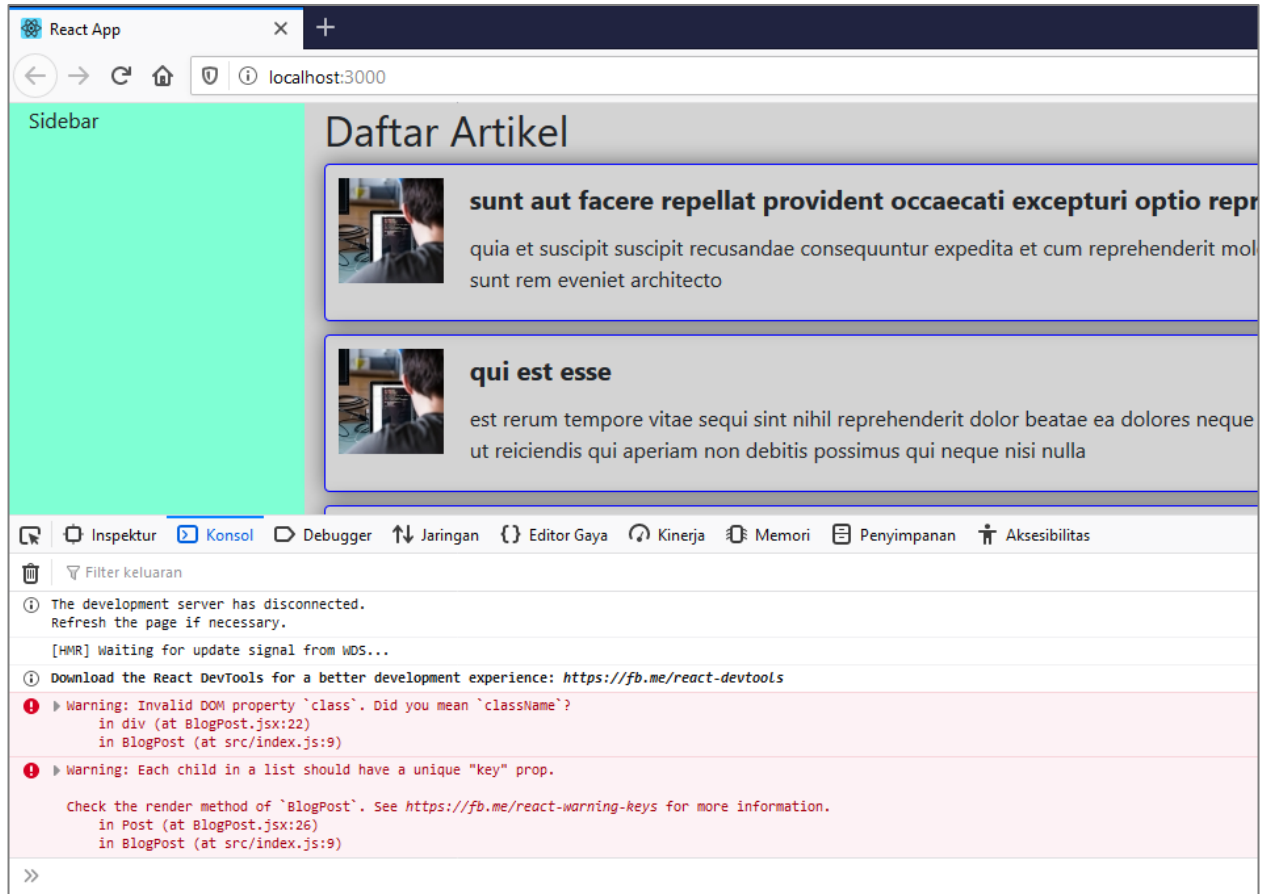 React App
localhost:3000
Sidebar
Daftar Artikel
sunt aut facere repellat provident occaecati excepturi optio repr
quia et suscipit suscipit recusandae consequuntur expedita et cum reprehenderit mol
sunt rem eveniet architecto
qui est esse
est rerum tempore vitae sequi sint nihil reprehenderit dolor beatae ea dolores neque
ut reiciendis qui aperiam non debitis possimus qui neque nisi nulla
Inspektur Konsol Debugger Jaringan Editor Gaya Kinerja Memori Penyimpanan Aksesibilitas
Filter keluaran
The development server has disconnected.
Refresh the page if necessary.
[HMR] Waiting for update signal from WDS...
Download the React DevTools for a better development experience: https://fb.me/react-devtools
Warning: Invalid DOM property `class`. Did you mean `className`?
in div (at BlogPost.jsx:22)
in BlogPost (at src/index.js:9)
Warning: Each child in a list should have a unique "key" prop.
Check the render method of `BlogPost`. See https://fb.me/react-warning-keys for more information.
in Post (at BlogPost.jsx:26)
in BlogPost (at src/index.js:9)